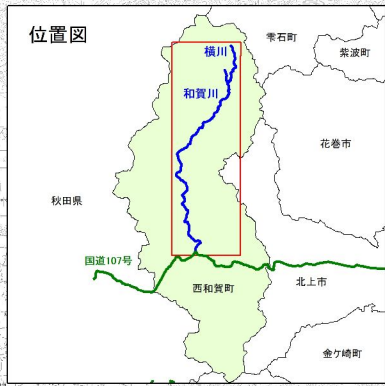 位置図
雫石町
紫波町
横川
和賀川
花巻市
秋田県
国道107号
西和賀町
北上市
金ケ崎町